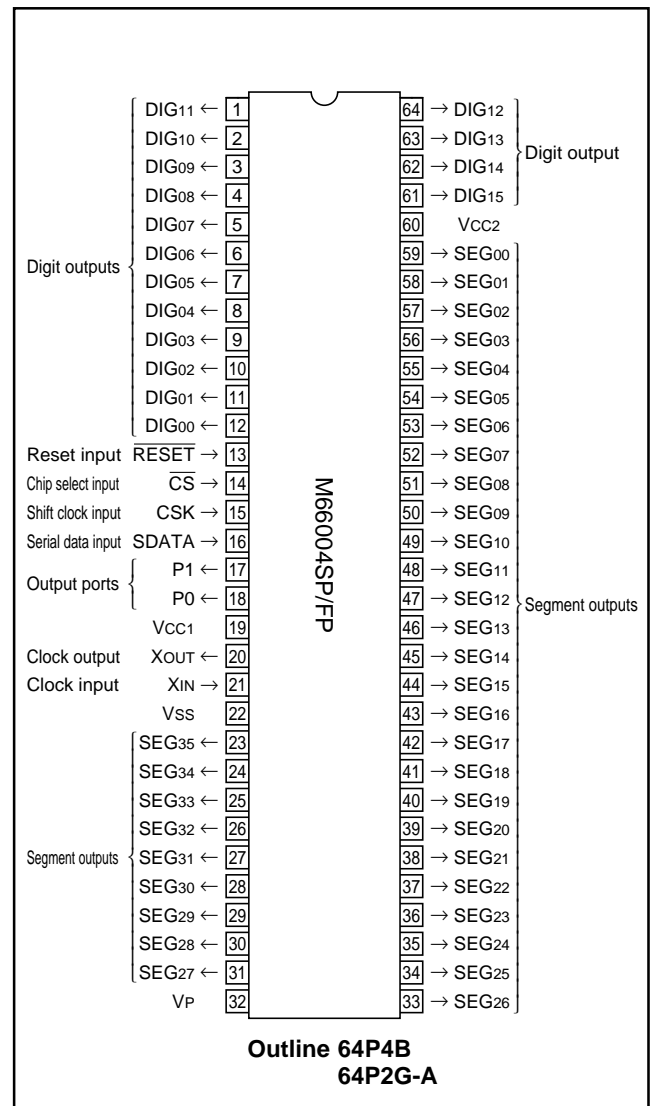 DIG11 ← 1 64 → DIG12
DIG10 ← 2 63 → DIG13
DIG09 ← 3 62 → DIG14
Digit output
DIG08 ← 4 61 → DIG15
DIG07 ← 5 60 VCC2
DIG06 ← 6 59 → SEG00
Digit outputs
DIG05 ← 7 58 → SEG01
DIG04 ← 8 57 → SEG02
DIG03 ← 9 56 → SEG03
DIG02 ← 10 55 → SEG04
DIG01 ← 11 54 → SEG05
DIG00 ← 12 53 → SEG06
Reset input RESET → 13 52 → SEG07
Chip select input CS → 14 51 → SEG08
Shift clock input CSK → 15 50 → SEG09
Serial data input SDATA → 16 49 → SEG10
P1 ← 17 48 → SEG11
Output ports
P0 ← 18 47 → SEG12
Segment outputs
VCC1 19 46 → SEG13
Clock output XOUT ← 20 45 → SEG14
Clock input XIN → 21 44 → SEG15
VSS 22 43 → SEG16
SEG35 ← 23 42 → SEG17
SEG34 ← 24 41 → SEG18
SEG33 ← 25 40 → SEG19
SEG32 ← 26 39 → SEG20
Segment outputs SEG31 ← 27 38 → SEG21
SEG30 ← 28 37 → SEG22
SEG29 ← 29 36 → SEG23
SEG28 ← 30 35 → SEG24
SEG27 ← 31 34 → SEG25
VP 32 33 → SEG26
M66004SP/FP
Outline 64P4B
64P2G-A